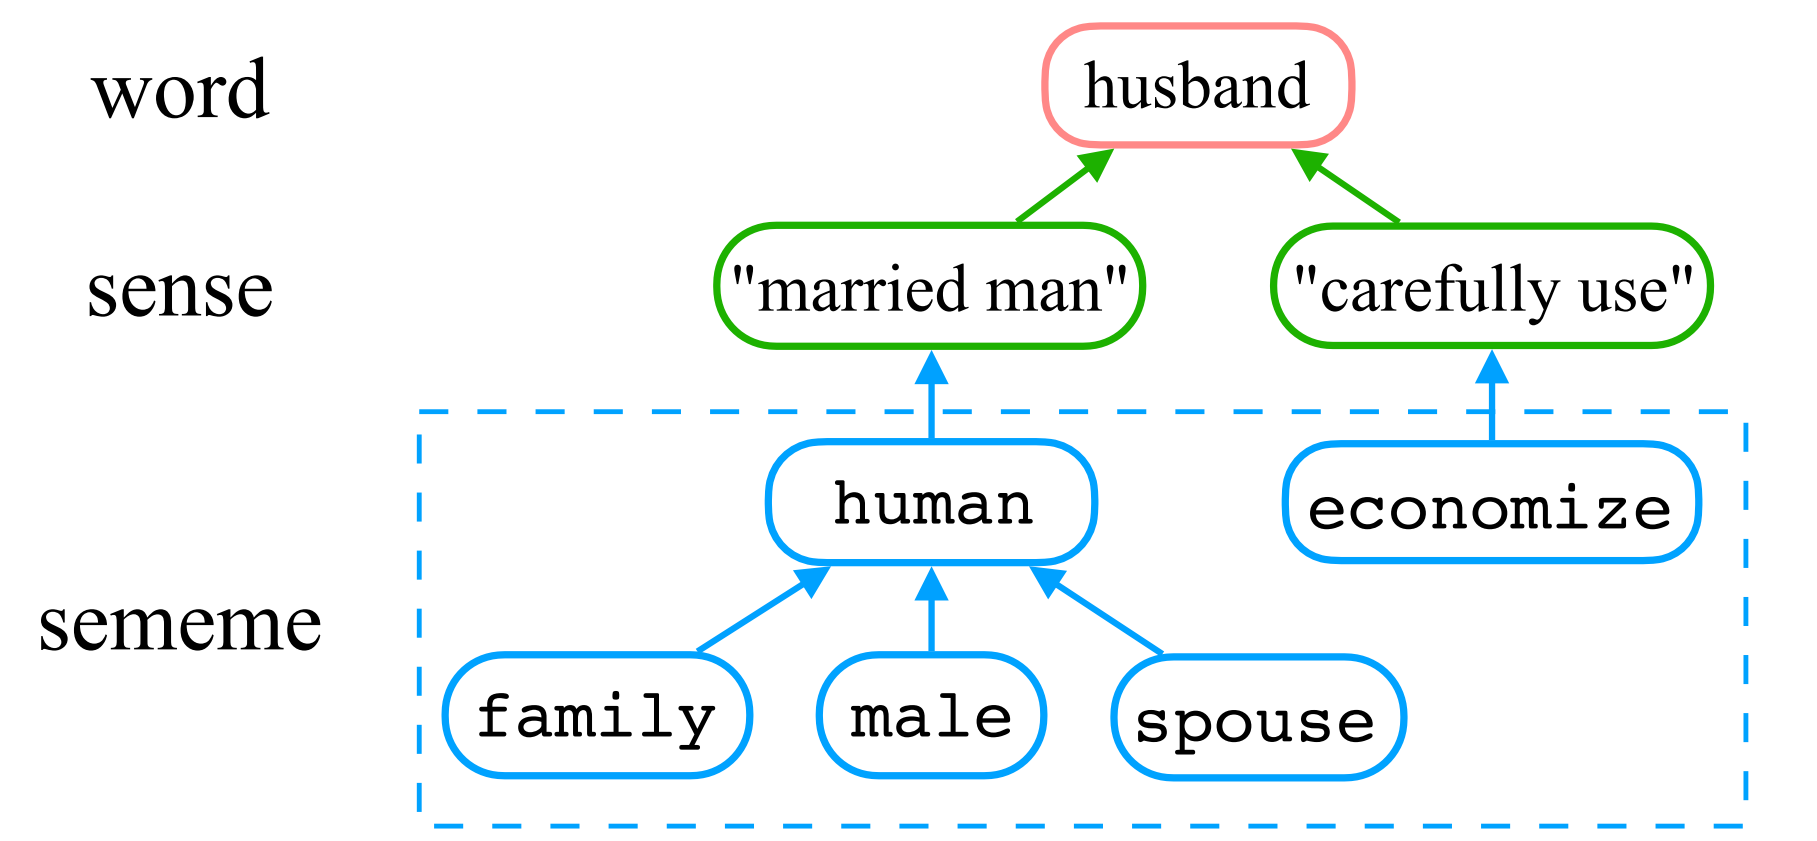 word
husband
sense
"married man"
"carefully use"
sememe
human
economize
family
male
spouse